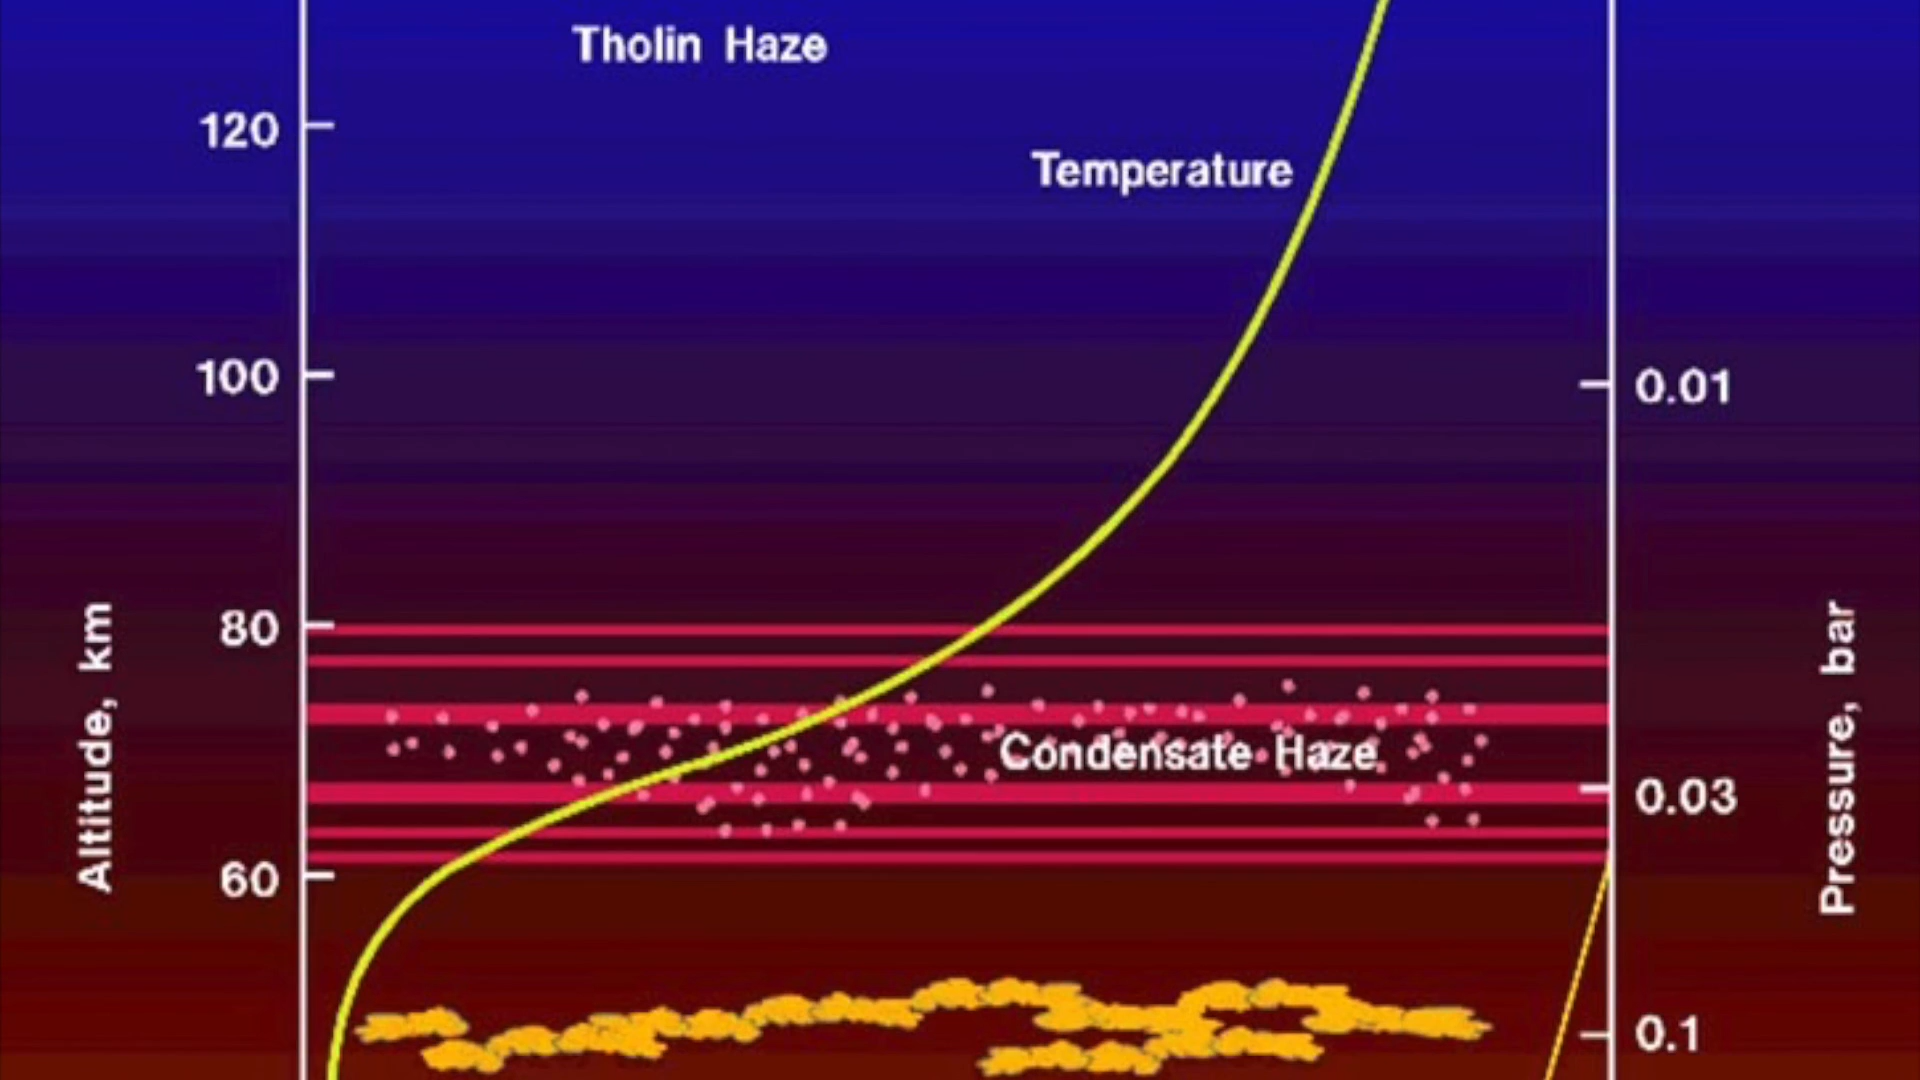 Tholin Haze
120
Temperature
100
0.01
80
Altitude, km
Pressure, bar
Condensate Haze
0.03
60
0.1